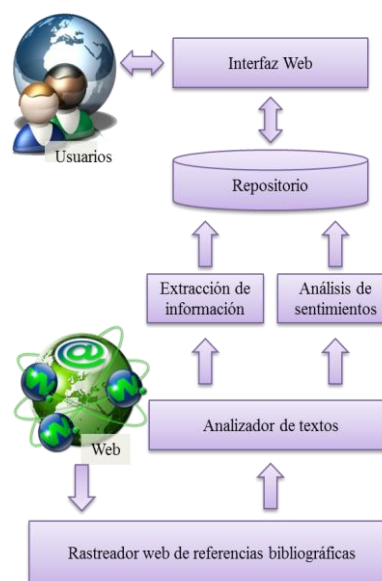 Interfaz Web
Usuarios
Repositorio
Extracción de
información
Análisis de
sentimientos
@
Web
Analizador de textos
Rastreador web de referencias bibliográficas